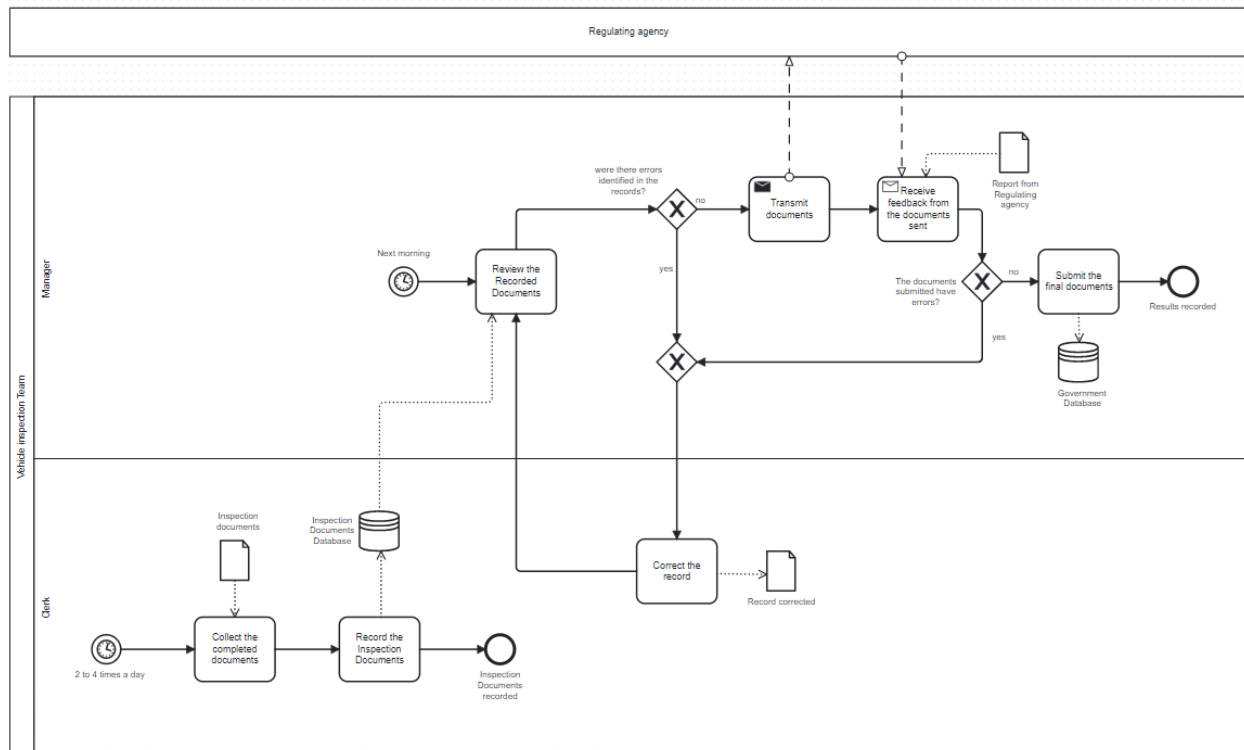 Regulating agency
Vehicle inspection Team
Manager
were there errors
identified in the
records?
no
yes
Transmit
documents
Receive
feedback from
the documents
sent
Report from
Regulating
agency
Next morning
Review the
Recorded
Documents
The documents
submitted have
errors?
no
yes
Submit the
final documents
Results recorded
Government
Database
Clerk
Inspection
documents
Inspection
Documents
Database
Correct the
record
Record corrected
2 to 4 times a day
Collect the
completed
documents
Record the
Inspection
Documents
Inspection
Documents
recorded